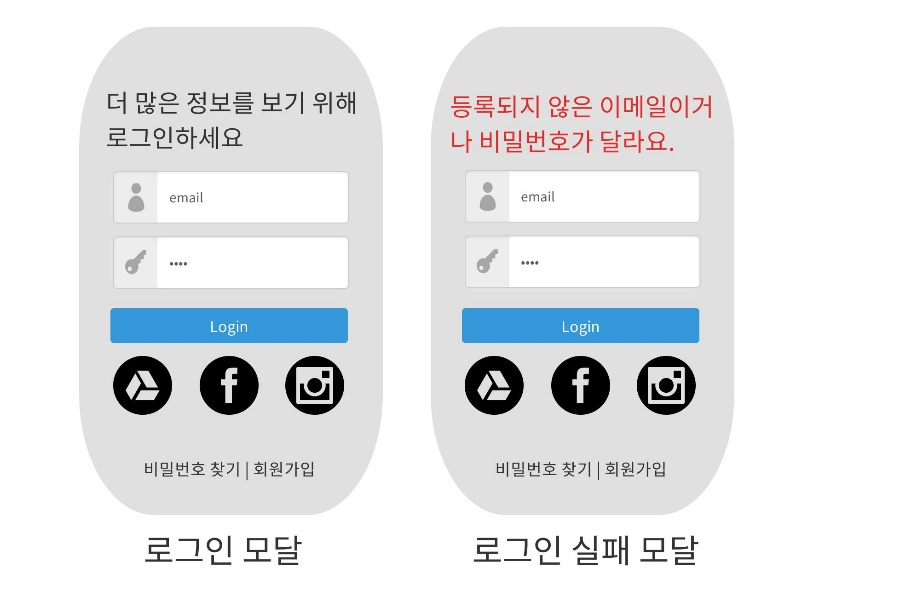 더 많은 정보를 보기 위해
로그인하세요
email
••••
Login
비밀번호 찾기 | 회원가입
로그인 모달
등록되지 않은 이메일이거
나 비밀번호가 달라요.
email
••••
Login
비밀번호 찾기 | 회원가입
로그인 실패 모달